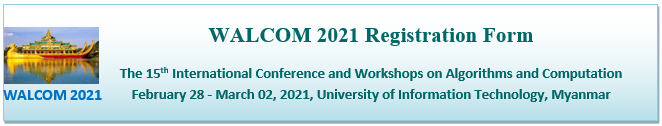 WALCOM 2021 Registration Form
The 15th International Conference and Workshops on Algorithms and Computation
WALCOM 2021
February 28 - March 02, 2021, University of Information Technology, Myanmar